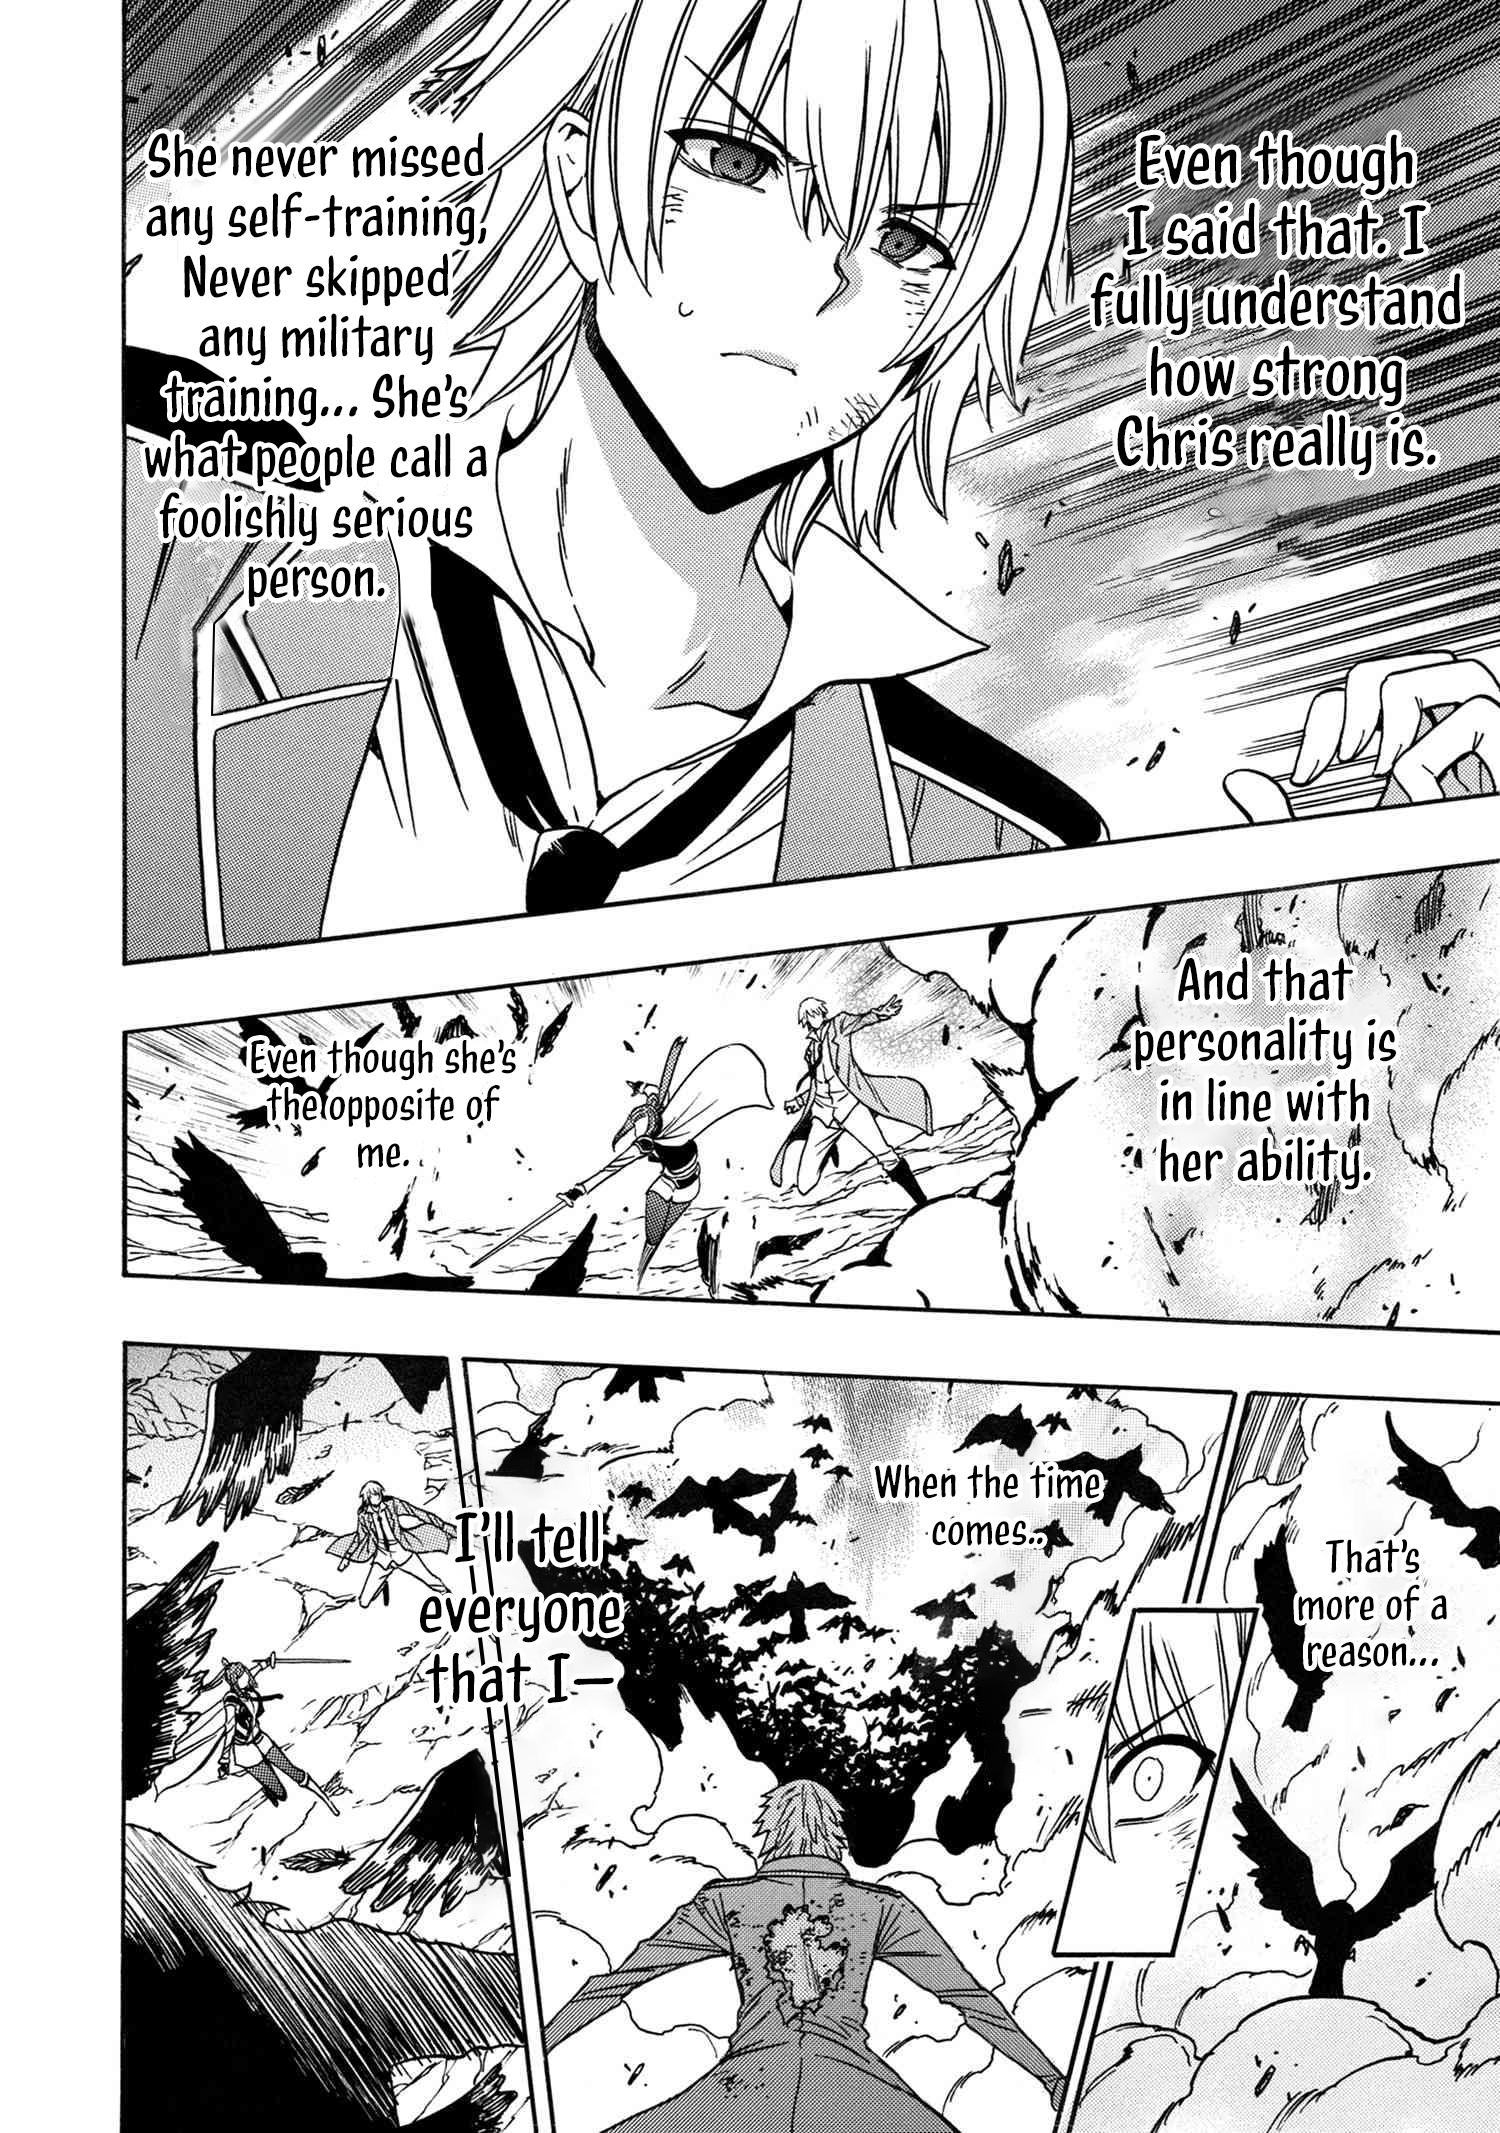 Even though
I said that. I
fully understand
how strong
Chris really is.
She never missed
any self-training,
Never skipped
any military
training... She's
what people call a
foolishly serious
person.
And that
personality is
in line with
her ability.
Even though she's
the opposite of
me.
That's
more of a
reason...
When the time
comes..
I'll tell
everyone
that I—